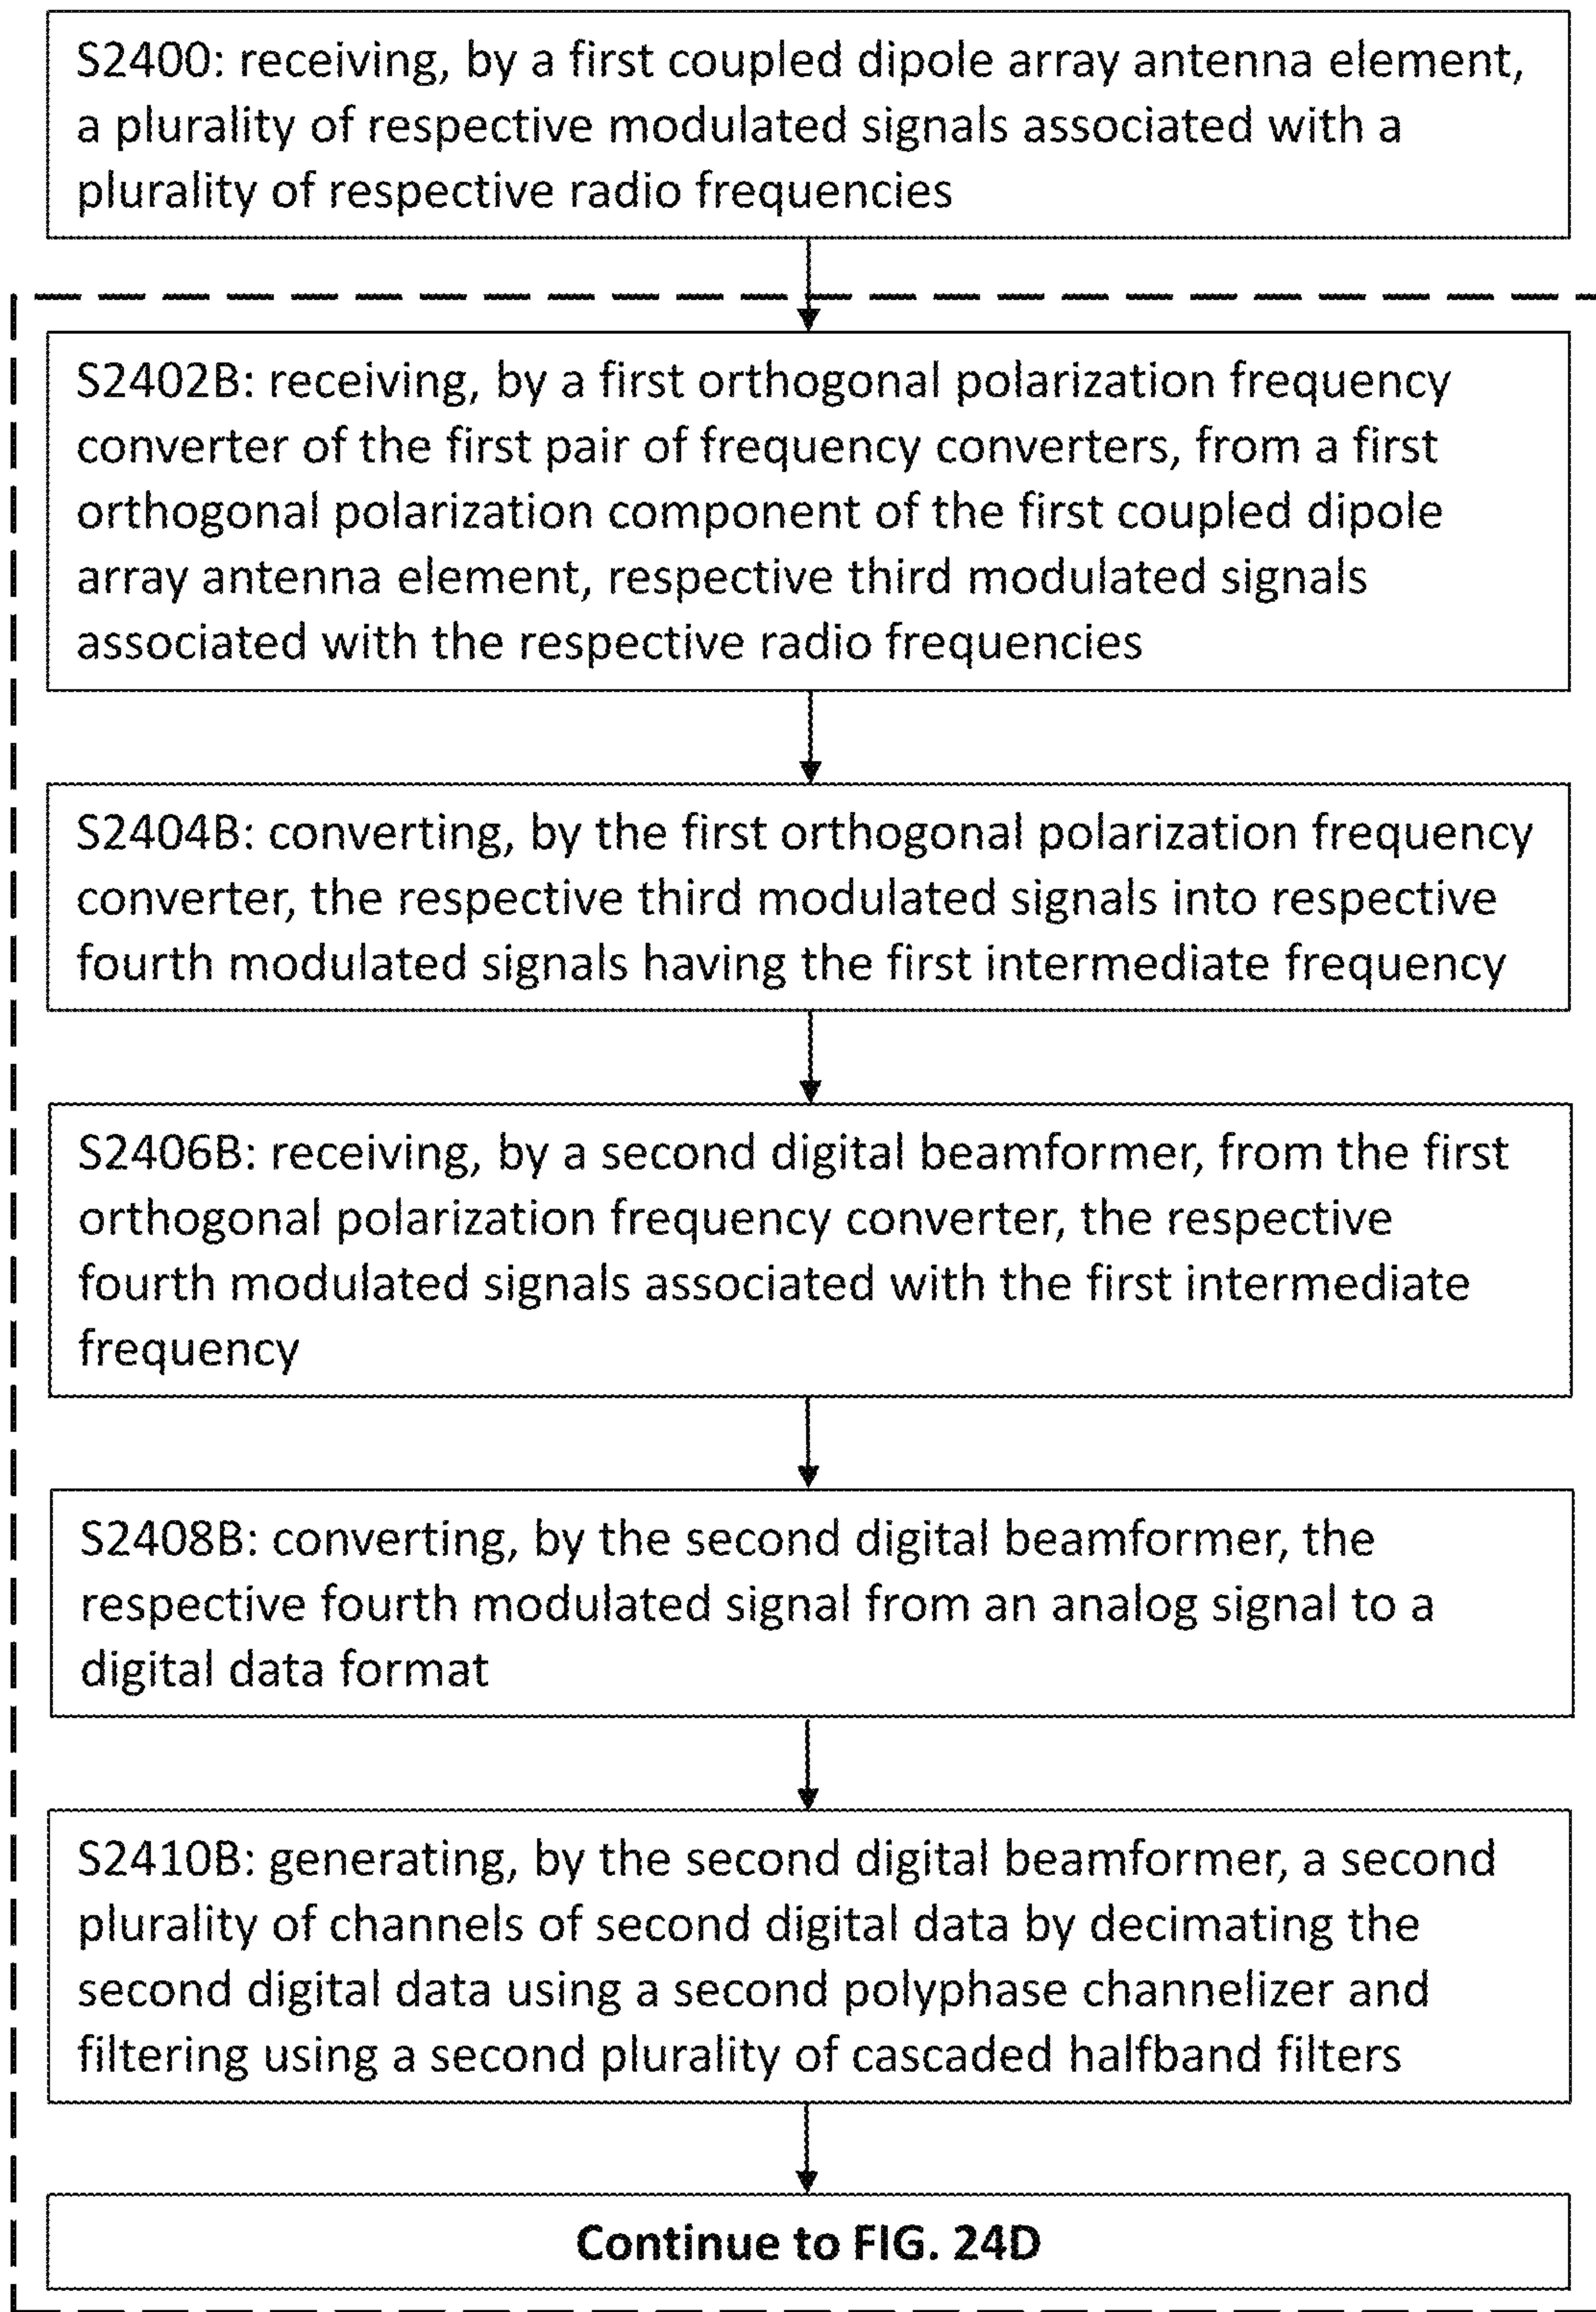 S2400: receiving, by a first coupled dipole array antenna element,
a plurality of respective modulated signals associated with a
plurality of respective radio frequencies
S2402B: receiving, by a first orthogonal polarization frequency
converter of the first pair of frequency converters, from a first
orthogonal polarization component of the first coupled dipole
array antenna element, respective third modulated signals
associated with the respective radio frequencies
S2404B: converting, by the first orthogonal polarization frequency
converter, the respective third modulated signals into respective
fourth modulated signals having the first intermediate frequency
S2406B: receiving, by a second digital beamformer, from the first
orthogonal polarization frequency converter, the respective
fourth modulated signals associated with the first intermediate
frequency
S2408B: converting, by the second digital beamformer, the
respective fourth modulated signal from an analog signal to a
digital data format
S2410B: generating, by the second digital beamformer, a second
plurality of channels of second digital data by decimating the
second digital data using a second polyphase channelizer and
filtering using a second plurality of cascaded halfband filters
Continue to FIG. 24D